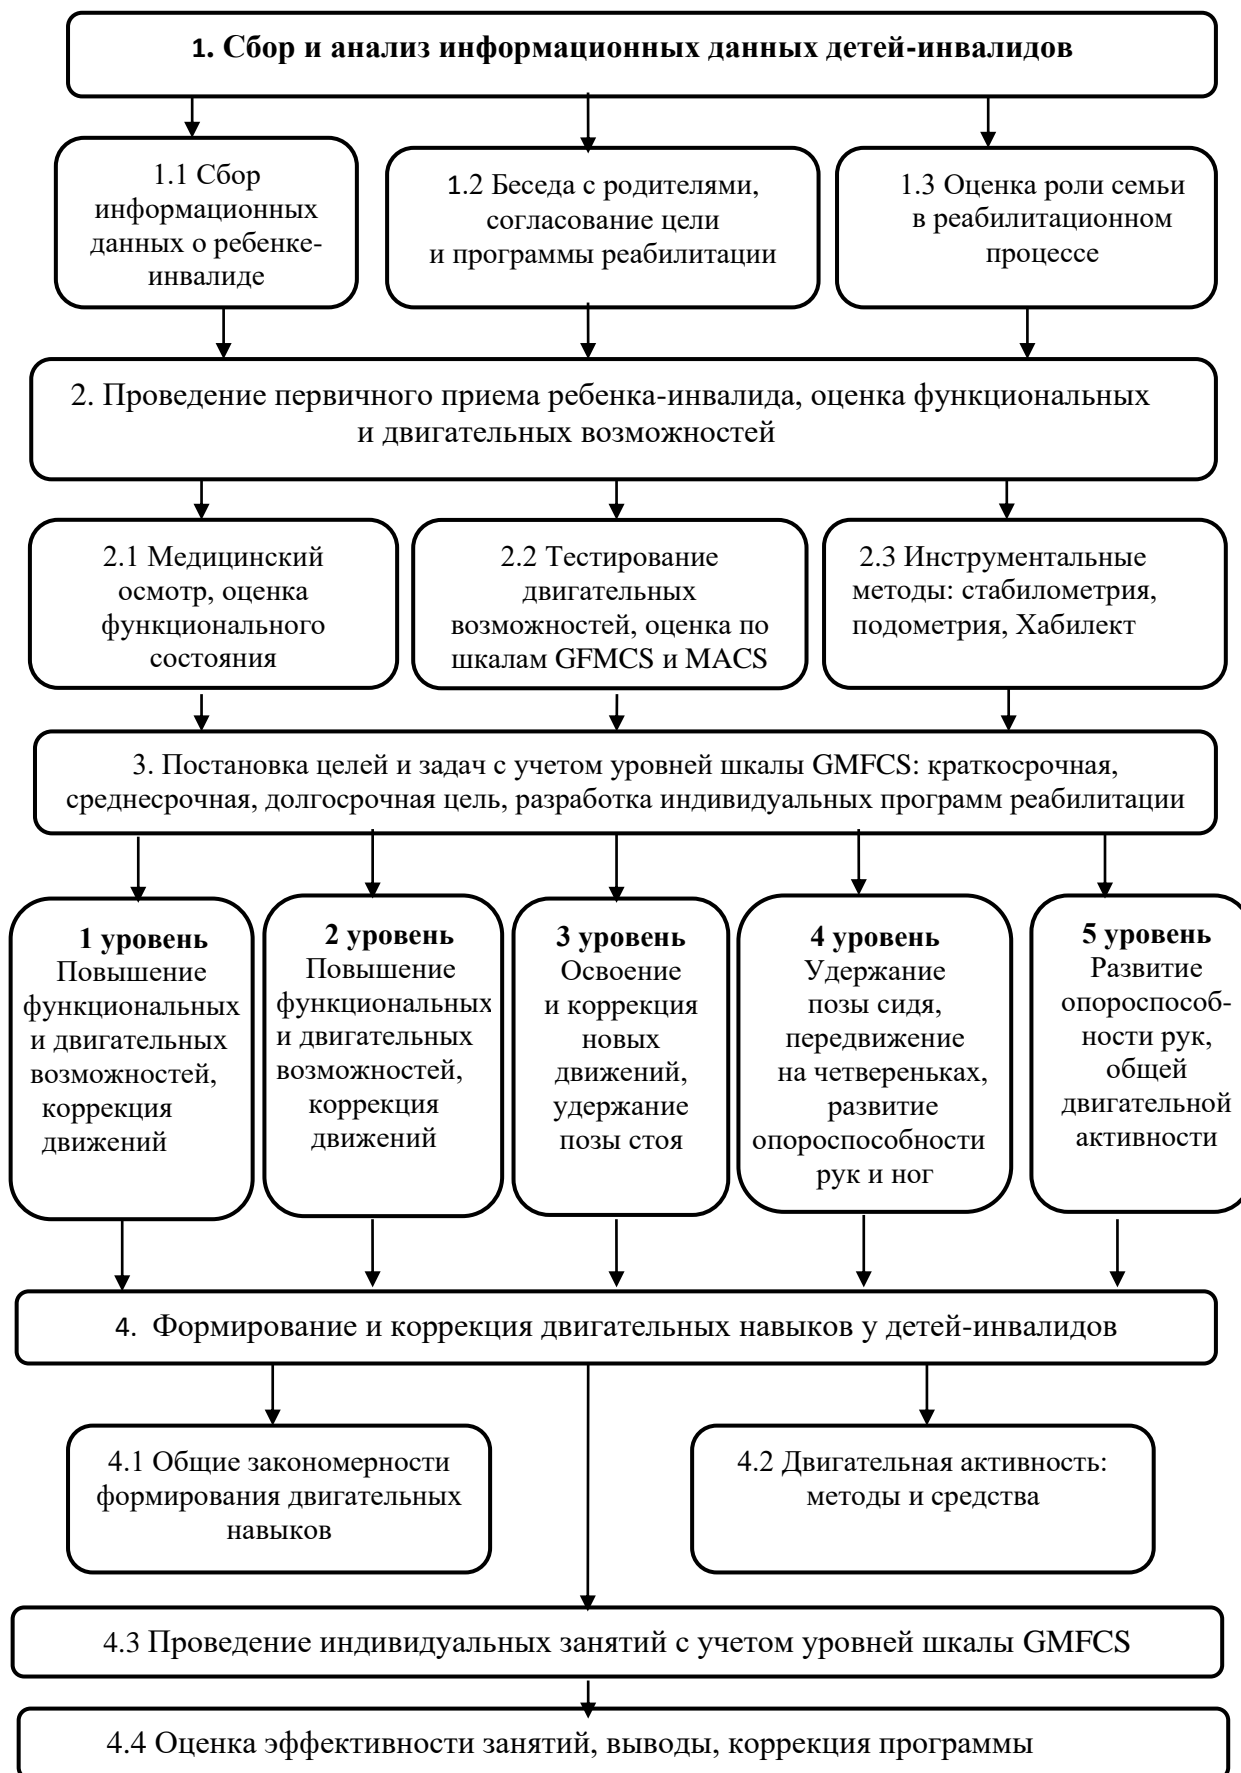 1. Сбор и анализ информационных данных детей-инвалидов
1.1 Сбор
информационных
данных о ребенке-
инвалиде
1.2 Беседа с родителями,
согласование цели
и программы реабилитации
1.3 Оценка роли семьи
в реабилитационном
процессе
2. Проведение первичного приема ребенка-инвалида, оценка функциональных
и двигательных возможностей
2.1 Медицинский
осмотр, оценка
функционального
состояния
2.2 Тестирование
двигательных
возможностей, оценка по
шкалам GFMCS и MACS
2.3 Инструментальные
методы: стабилометрия,
подометрия, Хабилект
3. Постановка целей и задач с учетом уровней шкалы GMFCS: краткосрочная,
среднесрочная, долгосрочная цель, разработка индивидуальных программ реабилитации
1 уровень
Повышение
функциональных
и двигательных
возможностей,
коррекция
движений
2 уровень
Повышение
функциональных
и двигательных
возможностей,
коррекция
движений
3 уровень
Освоение
и коррекция
новых
движений,
удержание
позы стоя
4 уровень
Удержание
позы сидя,
передвижение
на четвереньках,
развитие
опороспособности
рук и ног
5 уровень
Развитие
опороспособ-
ности рук,
общей
двигательной
активности
4. Формирование и коррекция двигательных навыков у детей-инвалидов
4.1 Общие закономерности
формирования двигательных
навыков
4.2 Двигательная активность:
методы и средства
4.3 Проведение индивидуальных занятий с учетом уровней шкалы GMFCS
4.4 Оценка эффективности занятий, выводы, коррекция программы